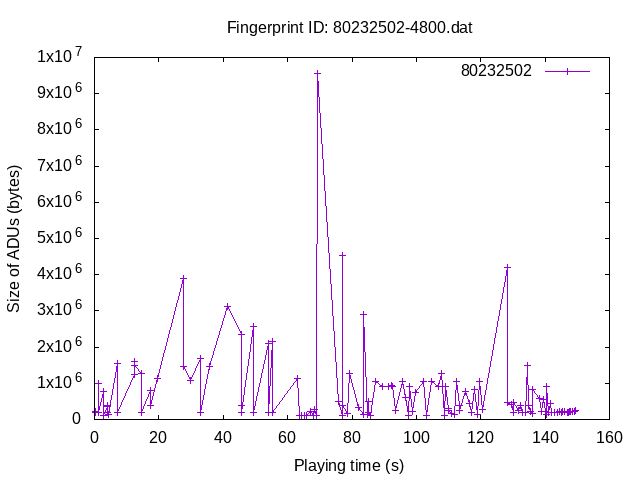 Fingerprint ID: 80232502-4800.dat
80232502
1x10^7
9x10^6
8x10^6
7x10^6
6x10^6
5x10^6
4x10^6
3x10^6
2x10^6
1x10^6
0
Size of ADUs (bytes)
0 20 40 60 80 100 120 140 160
Playing time (s)